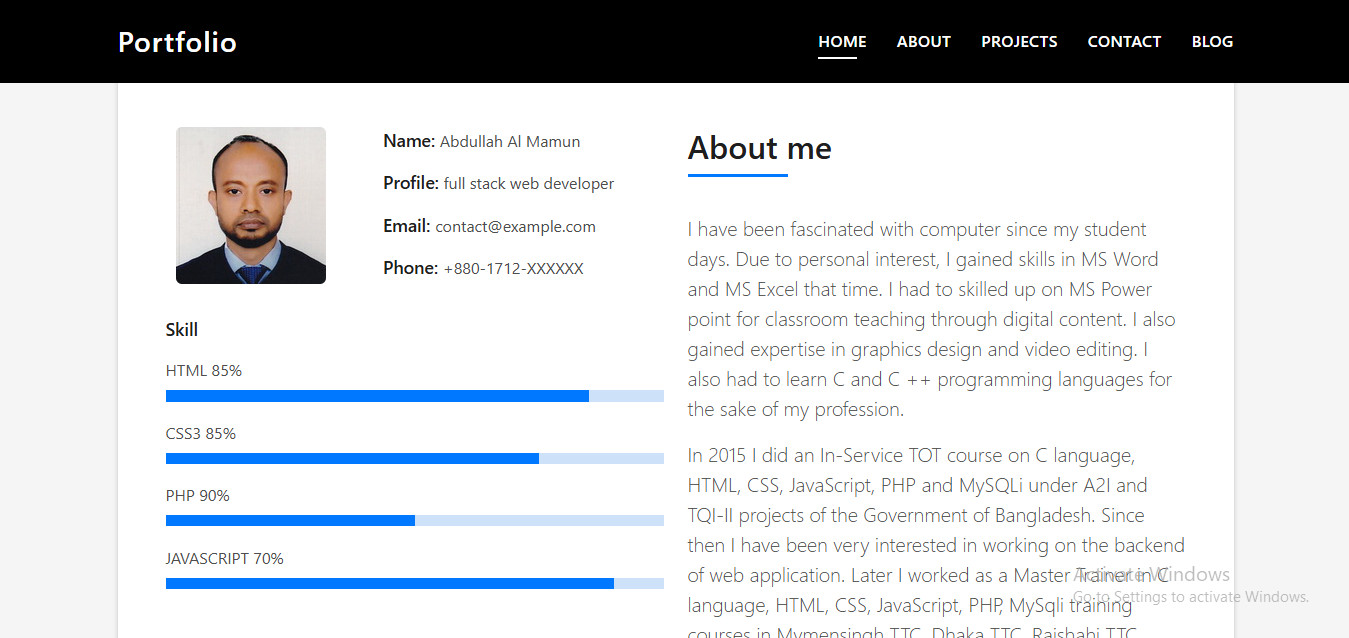 Portfolio
HOME ABOUT PROJECTS CONTACT BLOG
Name: Abdullah Al Mamun
Profile: full stack web developer
Email: contact@example.com
Phone: +880-1712-XXXXXX
Skill
HTML 85%
CSS3 85%
PHP 90%
JAVASCRIPT 70%
About me
I have been fascinated with computer since my student
days. Due to personal interest, I gained skills in MS Word
and MS Excel that time. I had to skilled up on MS Power
point for classroom teaching through digital content. I also
gained expertise in graphics design and video editing. I
also had to learn C and C ++ programming languages for
the sake of my profession.
In 2015 I did an In-Service TOT course on C language,
HTML, CSS, JavaScript, PHP and MySQLi under A2I and
TQI-II projects of the Government of Bangladesh. Since
then I have been very interested in working on the backend
of web application. Later I worked as a Master Trainer in C
language, HTML, CSS, JavaScript, PHP, MySqli training
courses in Mymensingh TTC, Dhaka TTC, Rajshahi TTC
Activate Windows
Go to Settings to activate Windows.